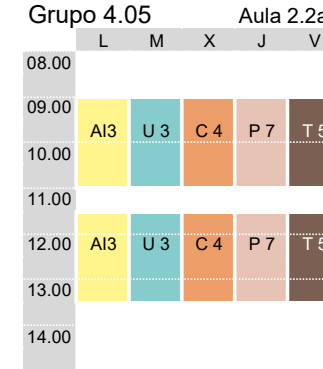 Grupo 4.05 Aula 2.2a
L M X J V
08.00
09.00
AI3 U 3 C 4 P 7 T 5
10.00
11.00
12.00 AI3 U 3 C 4 P 7 T 5
13.00
14.00